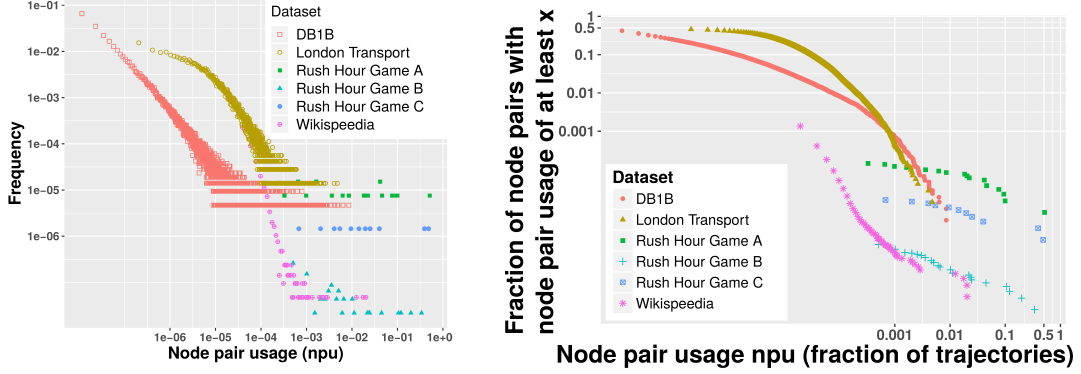 1e−01
1e−02
1e−03
1e−04
1e−05
1e−06
Frequency
Dataset
DB1B
London Transport
Rush Hour Game A
Rush Hour Game B
Rush Hour Game C
Wikispeedia
1e−06 1e−05 1e−04 1e−03 1e−02 1e−01 1e+00
Node pair usage (npu)
Fraction of node pairs with
node pair usage of at least x
1
0.5
0.1
0.01
0.001
Dataset
DB1B
London Transport
Rush Hour Game A
Rush Hour Game B
Rush Hour Game C
Wikispeedia
0.001 0.01 0.1 0.5 1
Node pair usage npu (fraction of trajectories)